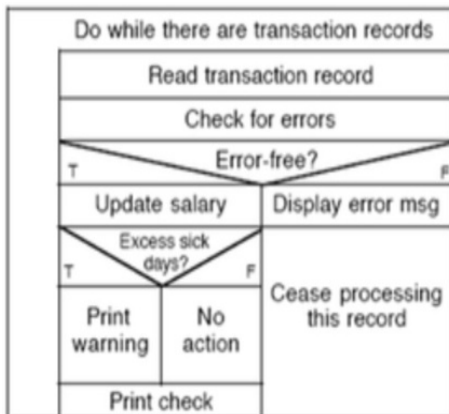 Do while there are transaction records
Read transaction record
Check for errors
Error-free?
T
F
Update salary
Display error msg
Excess sick
days?
T
F
Cease processing
this record
Print
warning
No
action
Print check